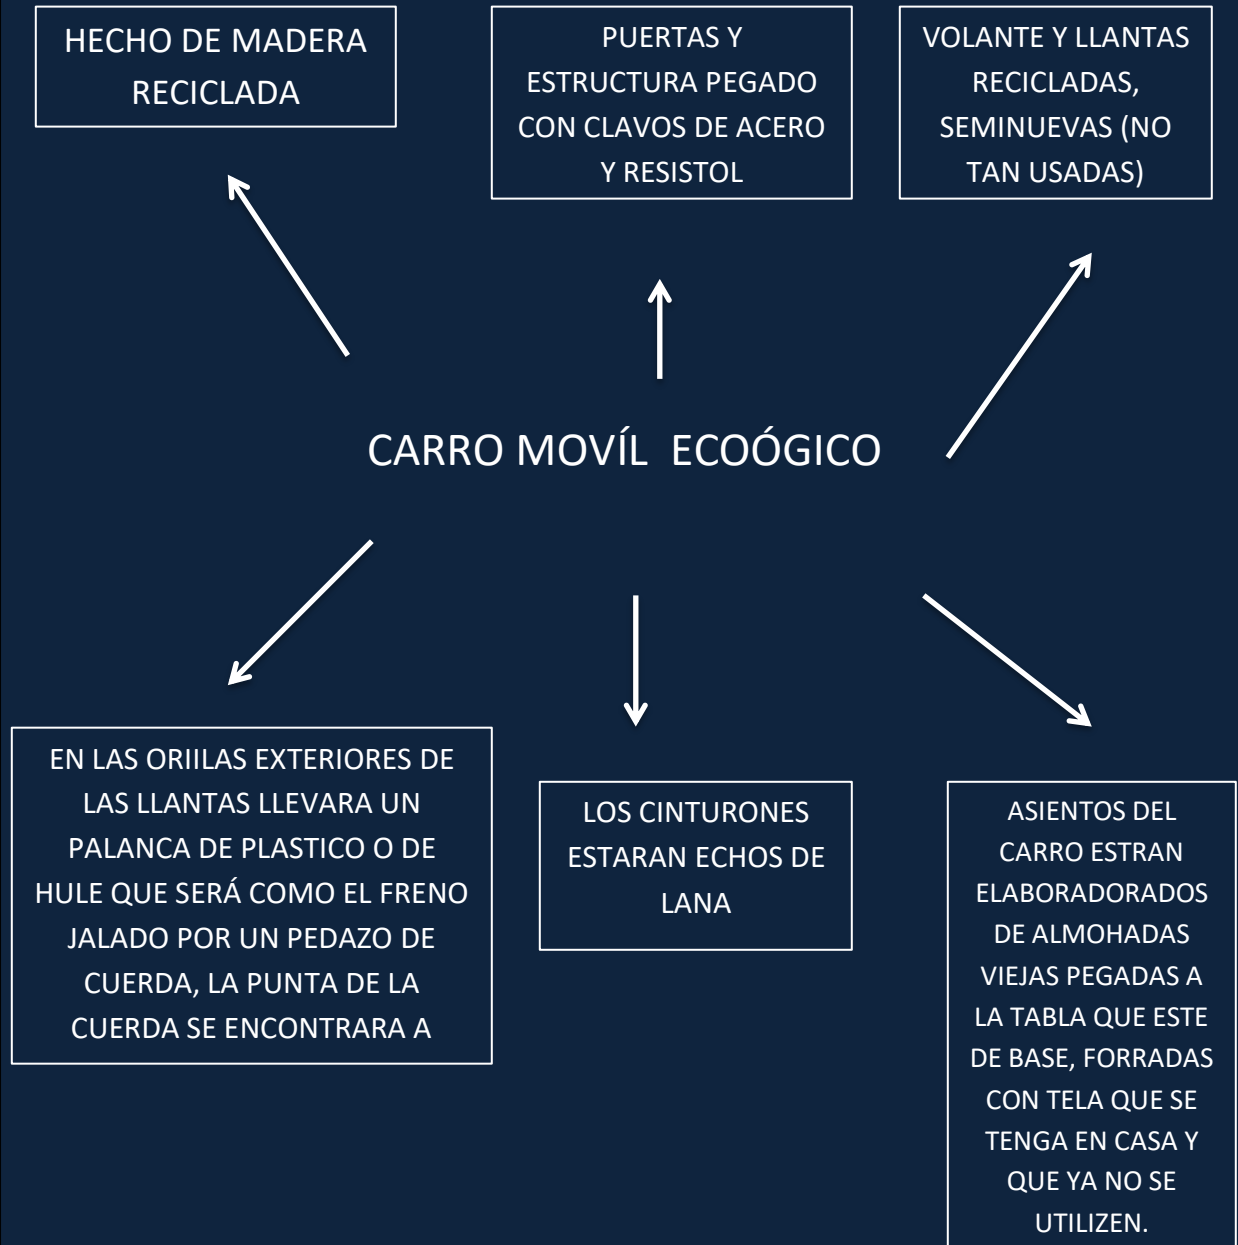 HECHO DE MADERA
RECICLADA
PUERTAS Y
ESTRUCTURA PEGADO
CON CLAVOS DE ACERO
Y RESISTOL
VOLANTE Y LLANTAS
RECICLADAS,
SEMINUEVAS (NO
TAN USADAS)
CARRO MOVÍL  ECOÓGICO
EN LAS ORIILAS EXTERIORES DE
LAS LLANTAS LLEVARA UN
PALANCA DE PLASTICO O DE
HULE QUE SERÁ COMO EL FRENO
JALADO POR UN PEDAZO DE
CUERDA, LA PUNTA DE LA
CUERDA SE ENCONTRARA A
LOS CINTURONES
ESTARAN ECHOS DE
LANA
ASIENTOS DEL
CARRO ESTRAN
ELABORADORADOS
DE ALMOHADAS
VIEJAS PEGADAS A
LA TABLA QUE ESTE
DE BASE, FORRADAS
CON TELA QUE SE
TENGA EN CASA Y
QUE YA NO SE
UTILIZEN.